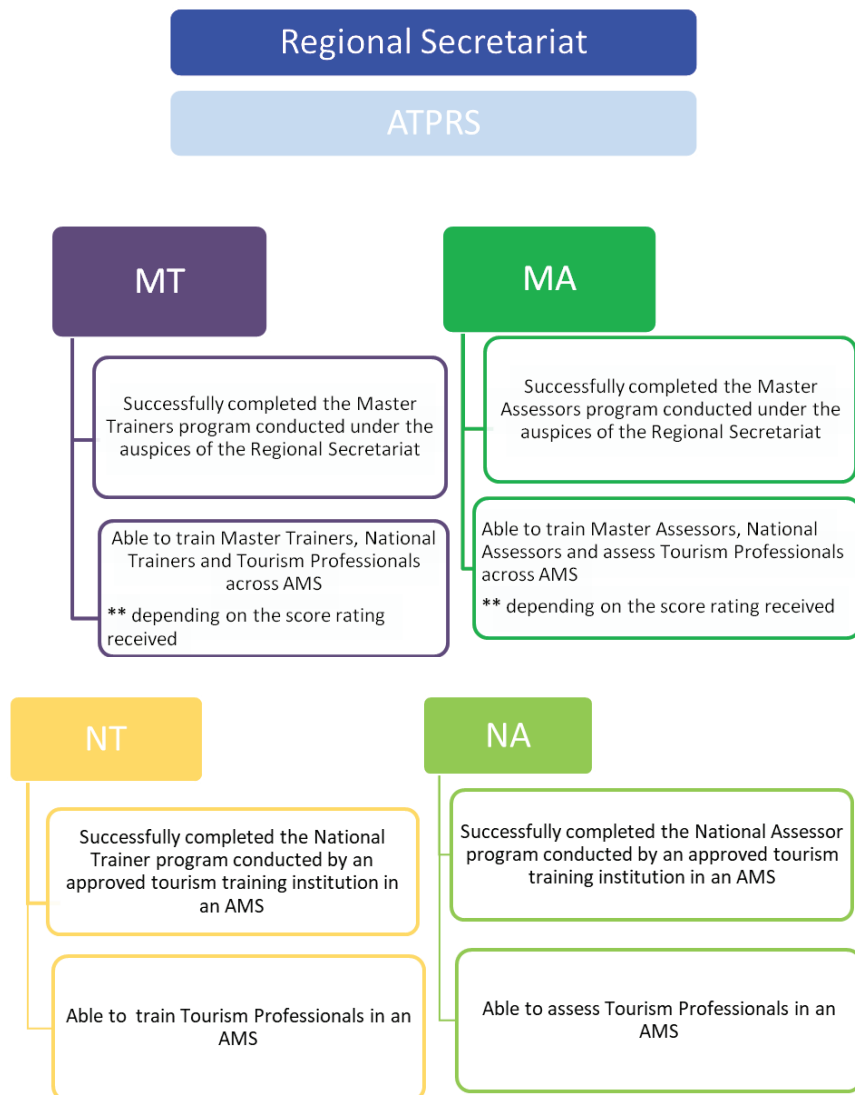 Regional Secretariat
ATPRS
MT
Successfully completed the Master
Trainers program conducted under the
auspices of the Regional Secretariat
Able to train Master Trainers, National
Trainers and Tourism Professionals
across AMS
** depending on the score rating
received
MA
Successfully completed the Master
Assessors program conducted under the
auspices of the Regional Secretariat
Able to train Master Assessors, National
Assessors and assess Tourism Professionals
across AMS
** depending on the score rating received
NT
Successfully completed the National
Trainer program conducted by an
approved tourism training institution in
an AMS
Able to train Tourism Professionals in an
AMS
NA
Successfully completed the National Assessor
program conducted by an approved tourism
training institution in an AMS
Able to assess Tourism Professionals in an
AMS